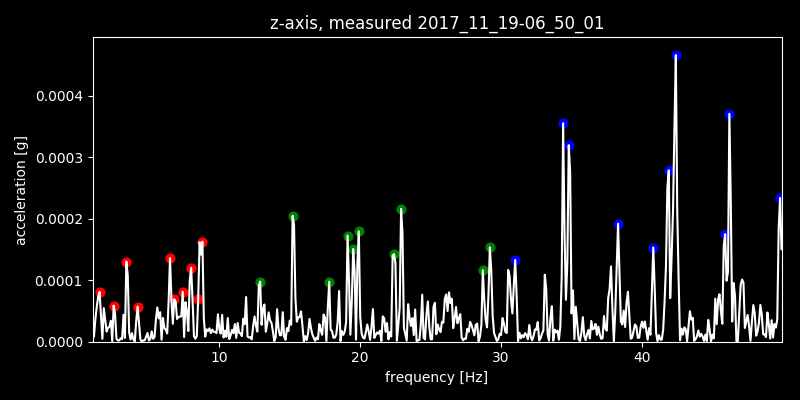 z-axis, measured 2017_11_19-06_50_01
acceleration [g]
0.0004
0.0003
0.0002
0.0001
0.0000
10 20 30 40
frequency [Hz]